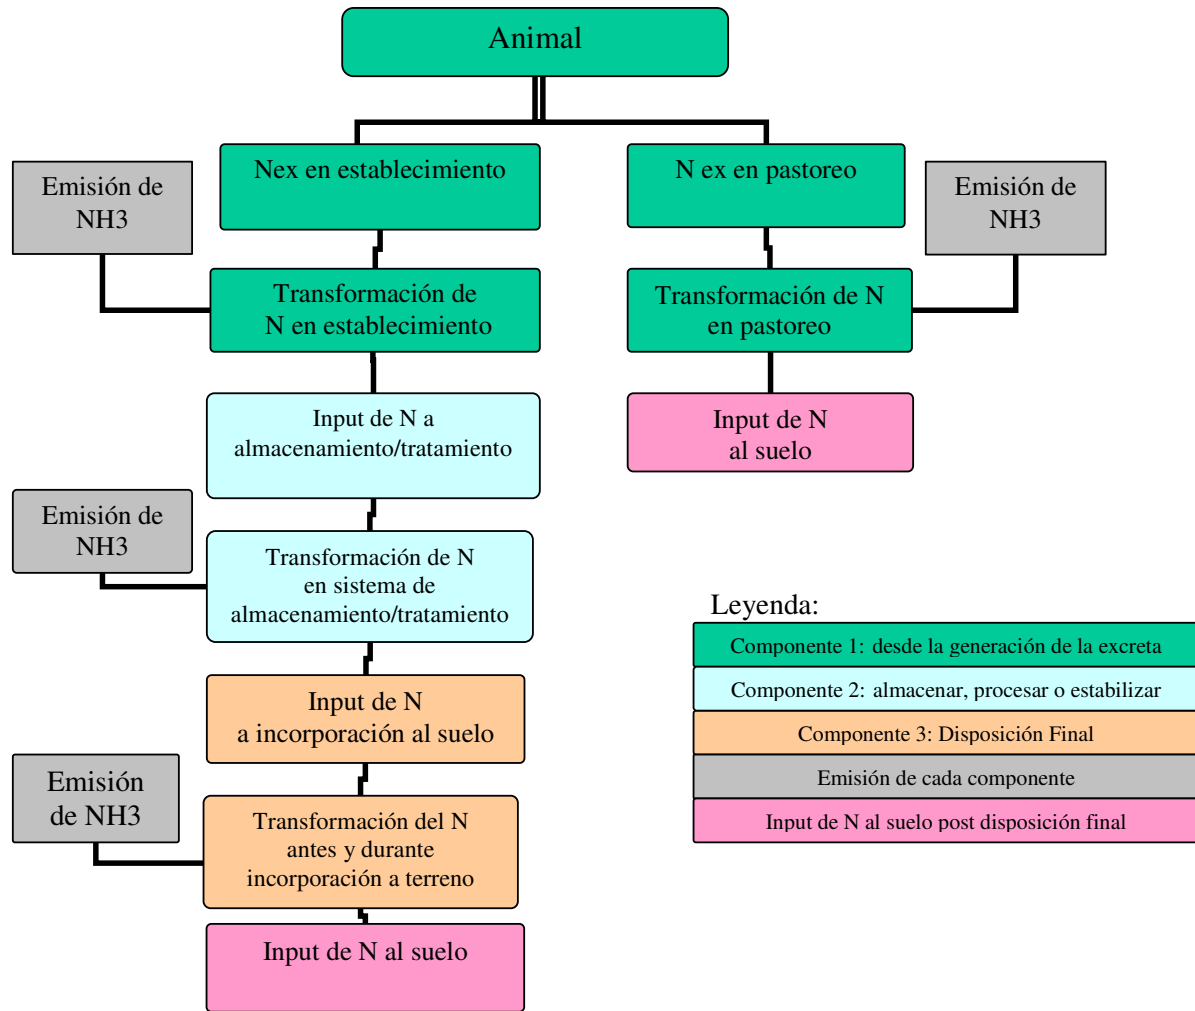 Animal
Nex en establecimiento
N ex en pastoreo
Emisión de
NH3
Emisión de
NH3
Transformación de
N en establecimiento
Transformación de N
en pastoreo
Input de N a
almacenamiento/tratamiento
Input de N
al suelo
Emisión de
NH3
Transformación de N
en sistema de
almacenamiento/tratamiento
Input de N
a incorporación al suelo
Emisión
de NH3
Transformación del N
antes y durante
incorporación a terreno
Input de N al suelo
Leyenda:
Componente 1: desde la generación de la excreta
Componente 2: almacenar, procesar o estabilizar
Componente 3: Disposición Final
Emisión de cada componente
Input de N al suelo post disposición final